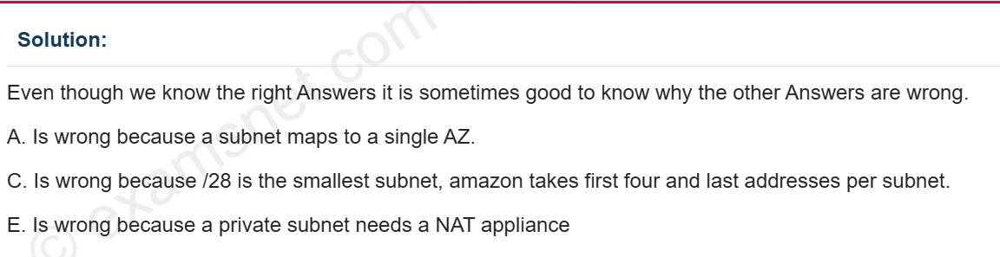 Solution:
Even though we know the right Answers it is sometimes good to know why the other Answers are wrong.
A. Is wrong because a subnet maps to a single AZ.
C. Is wrong because /28 is the smallest subnet, amazon takes first four and last addresses per subnet.
E. Is wrong because a private subnet needs a NAT appliance
© examsnet.com